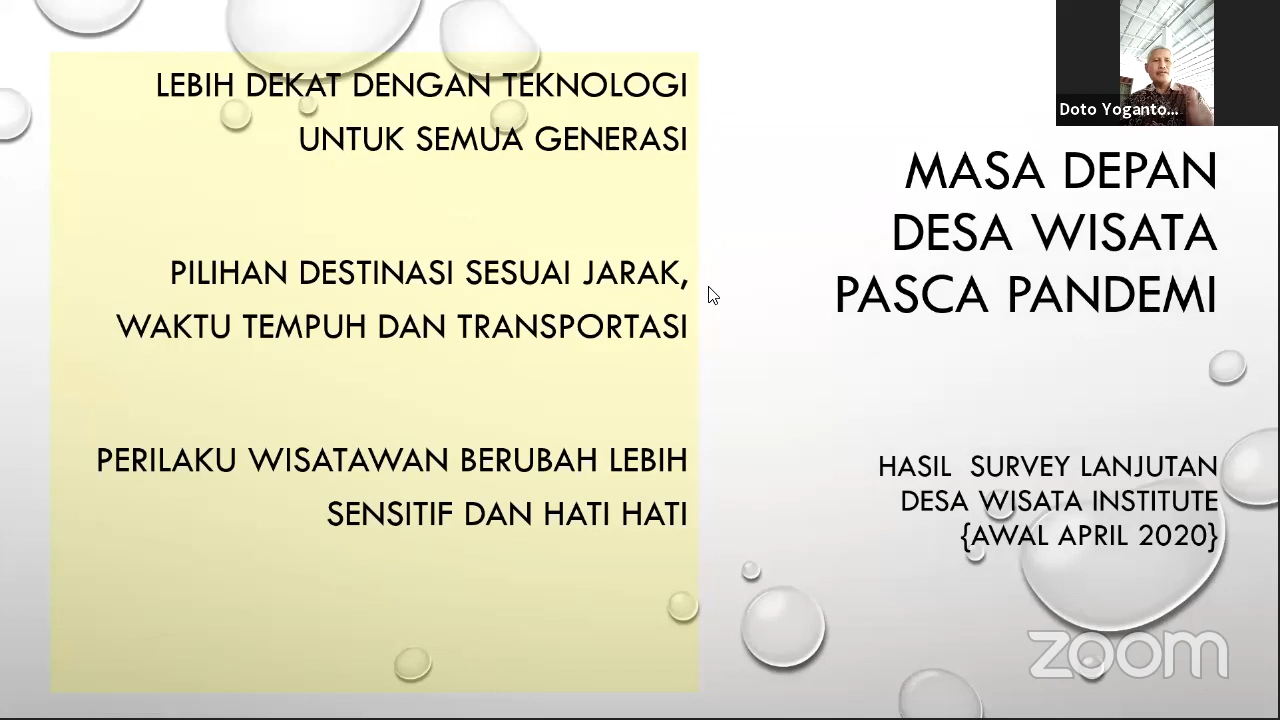 LEBIH DEKAT DENGAN TEKNOLOGI
UNTUK SEMUA GENERASI
PILIHAN DESTINASI SESUAI JARAK,
WAKTU TEMPUH DAN TRANSPORTASI
PERILAKU WISATAWAN BERUBAH LEBIH
SENSITIF DAN HATI HATI
Doto Yoganto...
MASA DEPAN
DESA WISATA
PASCA PANDEMI
HASIL  SURVEY LANJUTAN
DESA WISATA INSTITUTE
{AWAL APRIL 2020}
zoom